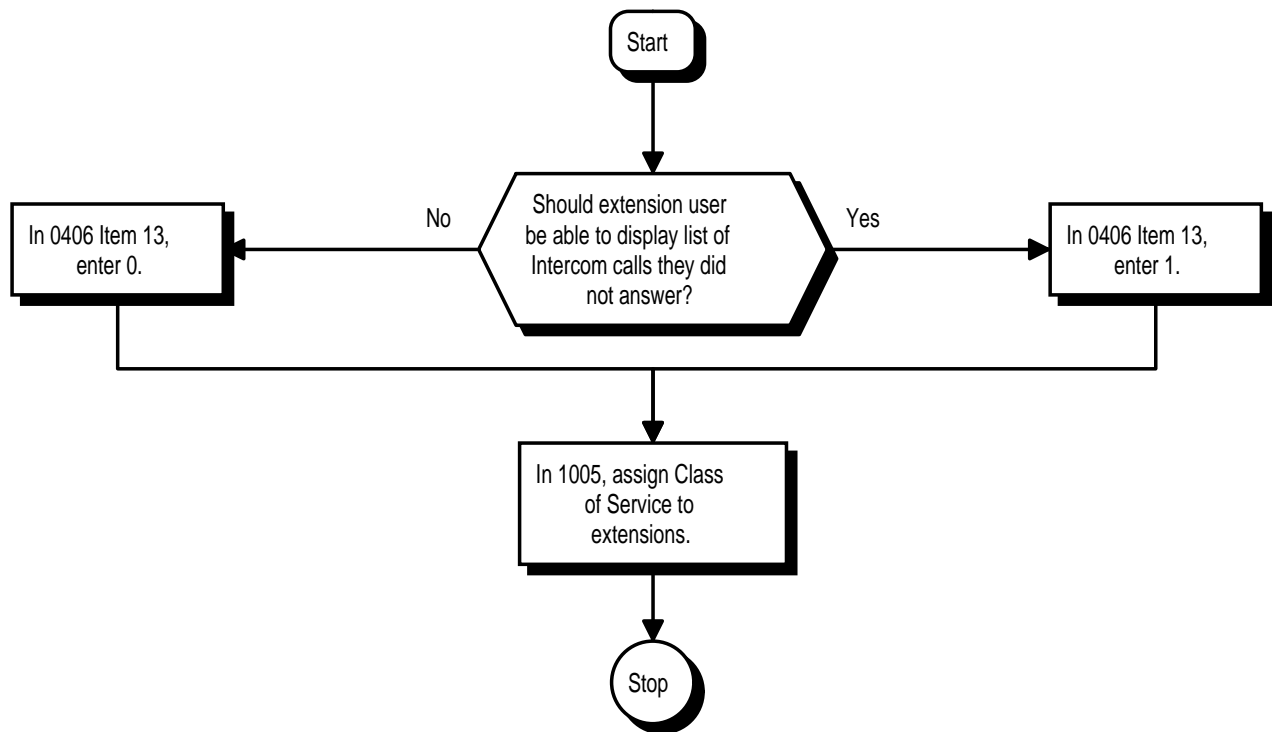 Start
Should extension user
be able to display list of
Intercom calls they did
not answer?
No
Yes
In 0406 Item 13,
enter 0.
In 0406 Item 13,
enter 1.
In 1005, assign Class
of Service to
extensions.
Stop